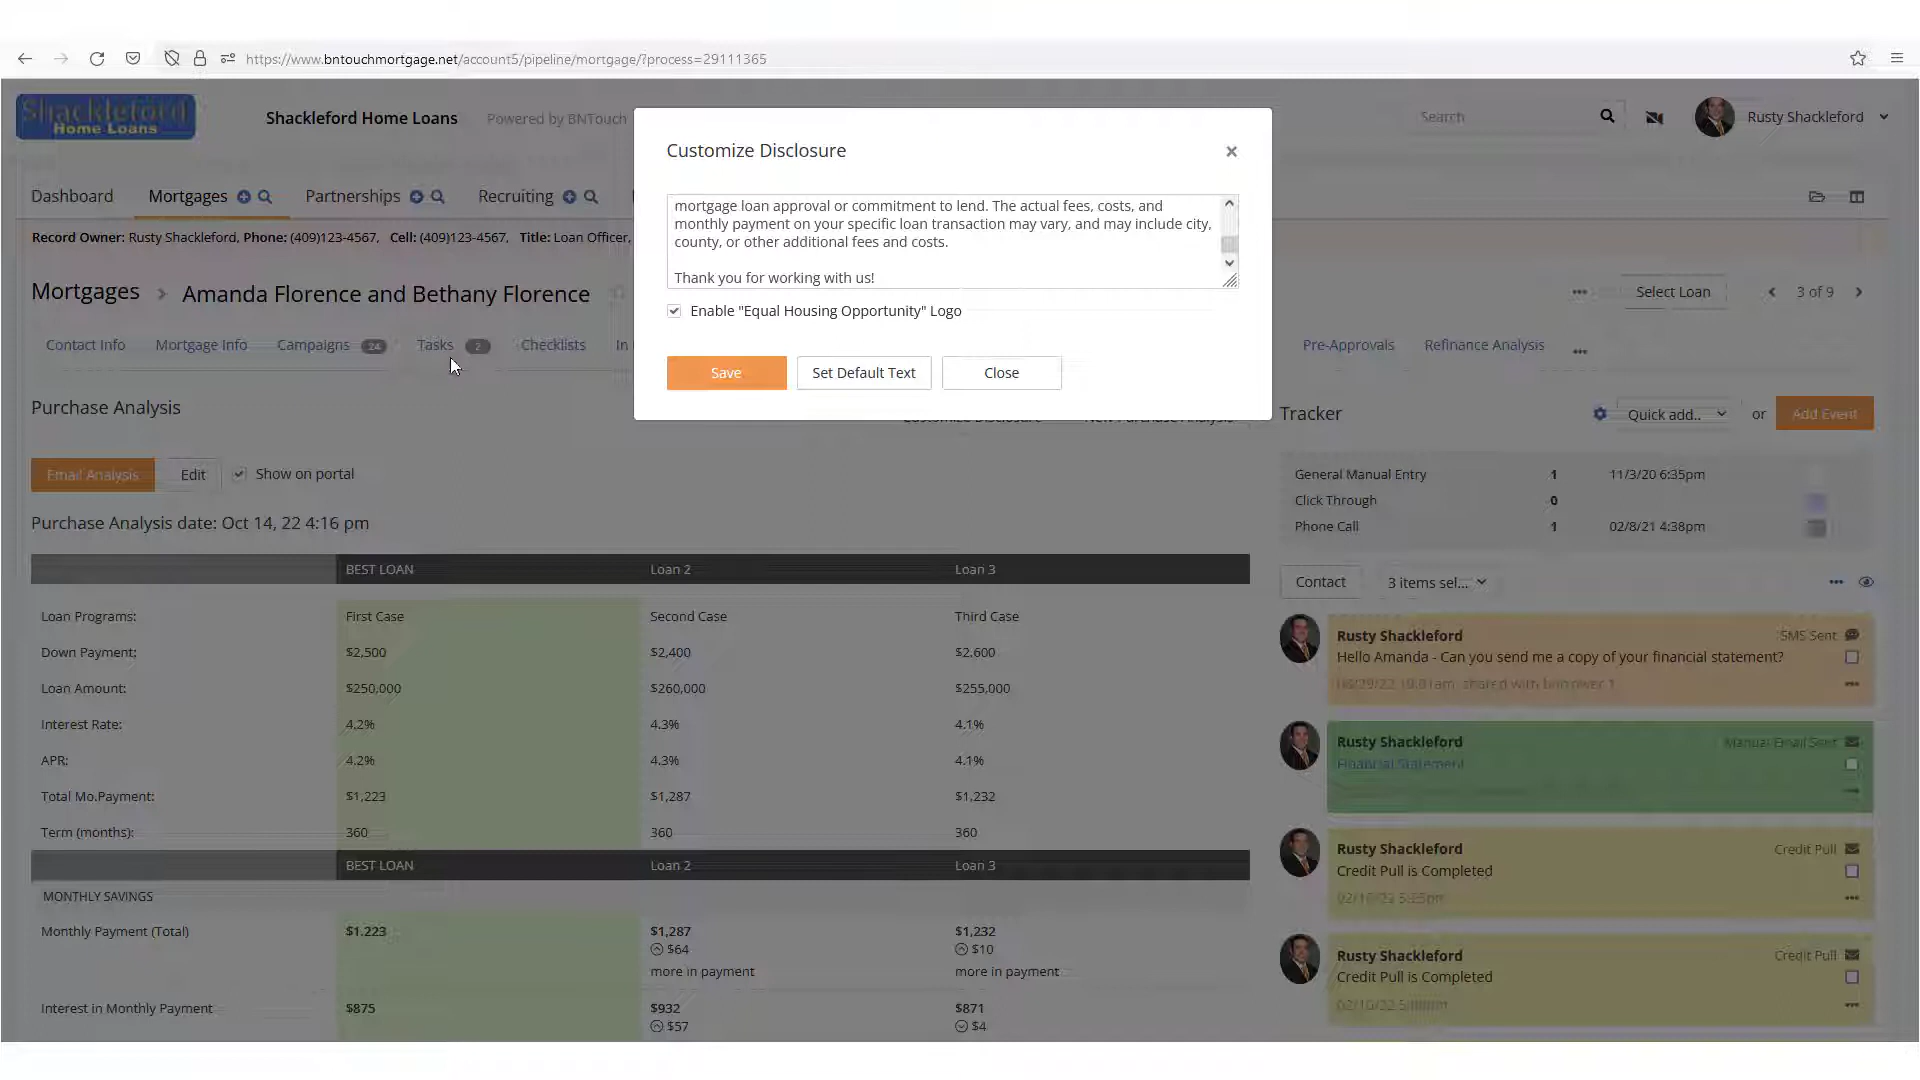 https://www.bntouchmortgage.net/account5/pipeline/mortgage/?process=29111365
Shackleford
Home Loans
Shackleford Home Loans
Powered by BNTouch
Search
Rusty Shackleford
Dashboard
Mortgages
Partnerships
Recruiting
Record Owner: Rusty Shackleford, Phone: (409)123-4567, Cell: (409)123-4567, Title: Loan Officer,
Mortgages
Amanda Florence and Bethany Florence
Select Loan
3 of 9
Contact Info
Mortgage Info
Campaigns 24
Tasks 2
Checklists
In
Pre-Approvals
Refinance Analysis
Customize Disclosure
mortgage loan approval or commitment to lend. The actual fees, costs, and
monthly payment on your specific loan transaction may vary, and may include city,
county, or other additional fees and costs.
Thank you for working with us!
Enable "Equal Housing Opportunity" Logo
Save
Set Default Text
Close
Purchase Analysis
Customize Disclosure
New Purchase Analysis
Email Analysis
Edit
Show on portal
Purchase Analysis date: Oct 14, 22 4:16 pm
BEST LOAN Loan 2 Loan 3
Loan Programs: First Case Second Case Third Case
Down Payment: $2,500 $2,400 $2.600
Loan Amount: $250,000 $260,000 $255,000
Interest Rate: 4.2% 4.3% 4.1%
APR: 4.2% 4.3% 4.1%
Total Mo.Payment: $1,223 $1,287 $1,232
Term (months): 360 360 360
BEST LOAN Loan 2 Loan 3
MONTHLY SAVINGS
Monthly Payment (Total) $1.223 $1,287 $1,232
$64 $10
more in payment more in payment
Interest in Monthly Payment $875 $932 $871
$57 $4
Tracker
Quick add..
or
Add Event
General Manual Entry 1 11/3/20 6:35pm
Click Through 0
Phone Call 1 02/8/21 4:38pm
Contact
3 items sel...
Rusty Shackleford SMS Sent
Hello Amanda - Can you send me a copy of your financial statement?
shared with borrower 1
Rusty Shackleford Manual Email Sent
Financial Statement
Rusty Shackleford Credit Pull
Credit Pull is Completed
Rusty Shackleford Credit Pull
Credit Pull is Completed